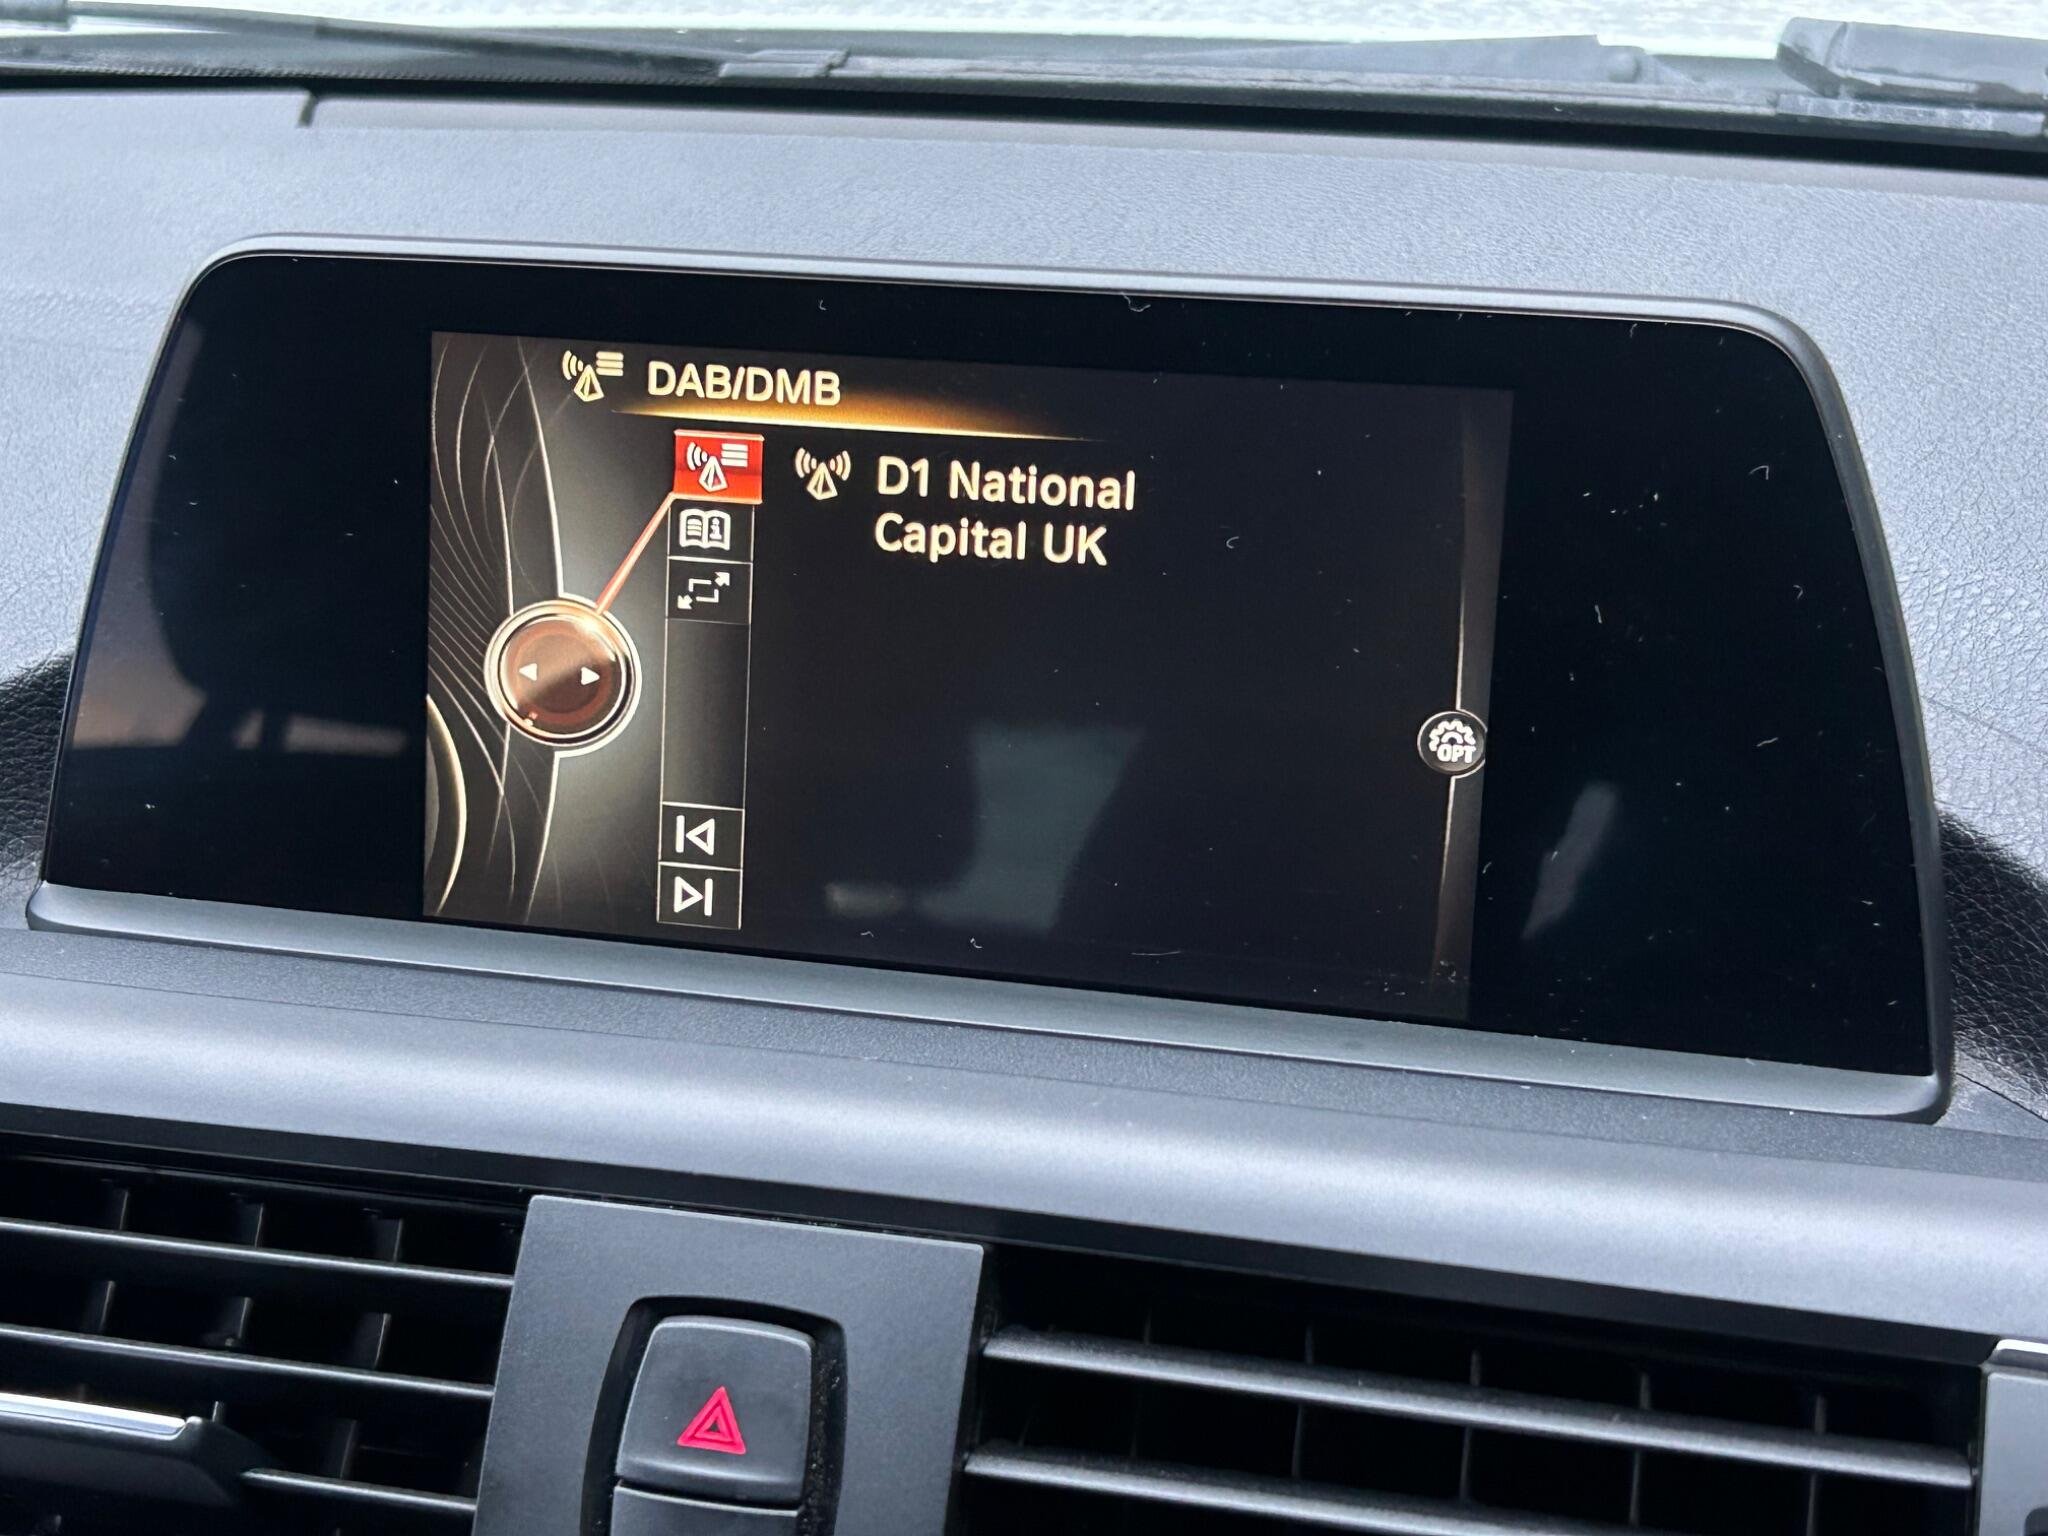 DAB/DMB
D1 National
Capital UK
OPT